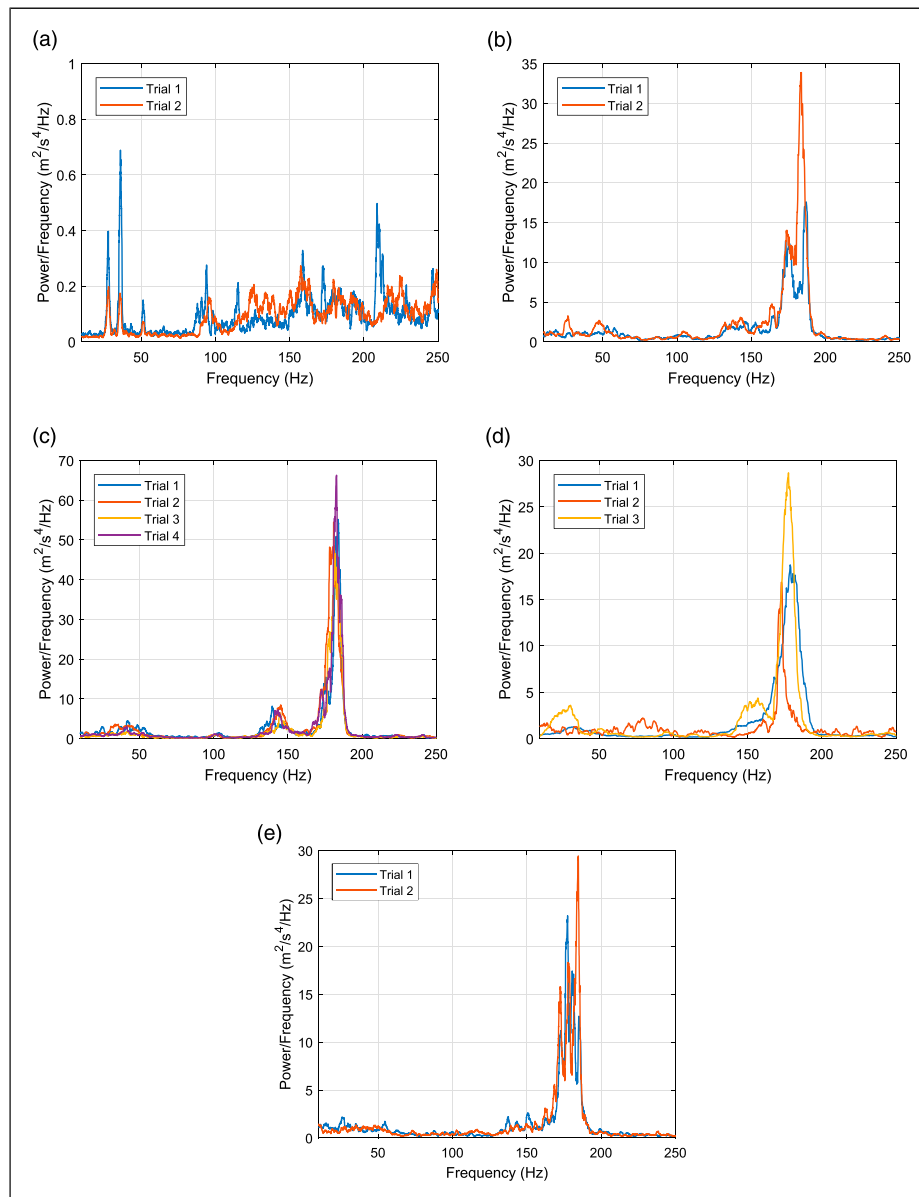 (a)
1
0.8
0.6
0.4
0.2
0
50 100 150 200 250
Frequency (Hz)
Power/Frequency (m²/s⁴/Hz)
Trial 1
Trial 2
(b)
35
30
25
20
15
10
5
0
50 100 150 200 250
Frequency (Hz)
Power/Frequency (m²/s⁴/Hz)
Trial 1
Trial 2
(c)
70
60
50
40
30
20
10
0
50 100 150 200 250
Frequency (Hz)
Power/Frequency (m²/s⁴/Hz)
Trial 1
Trial 2
Trial 3
Trial 4
(d)
30
25
20
15
10
5
0
50 100 150 200 250
Frequency (Hz)
Power/Frequency (m²/s⁴/Hz)
Trial 1
Trial 2
Trial 3
(e)
30
25
20
15
10
5
0
50 100 150 200 250
Frequency (Hz)
Power/Frequency (m²/s⁴/Hz)
Trial 1
Trial 2